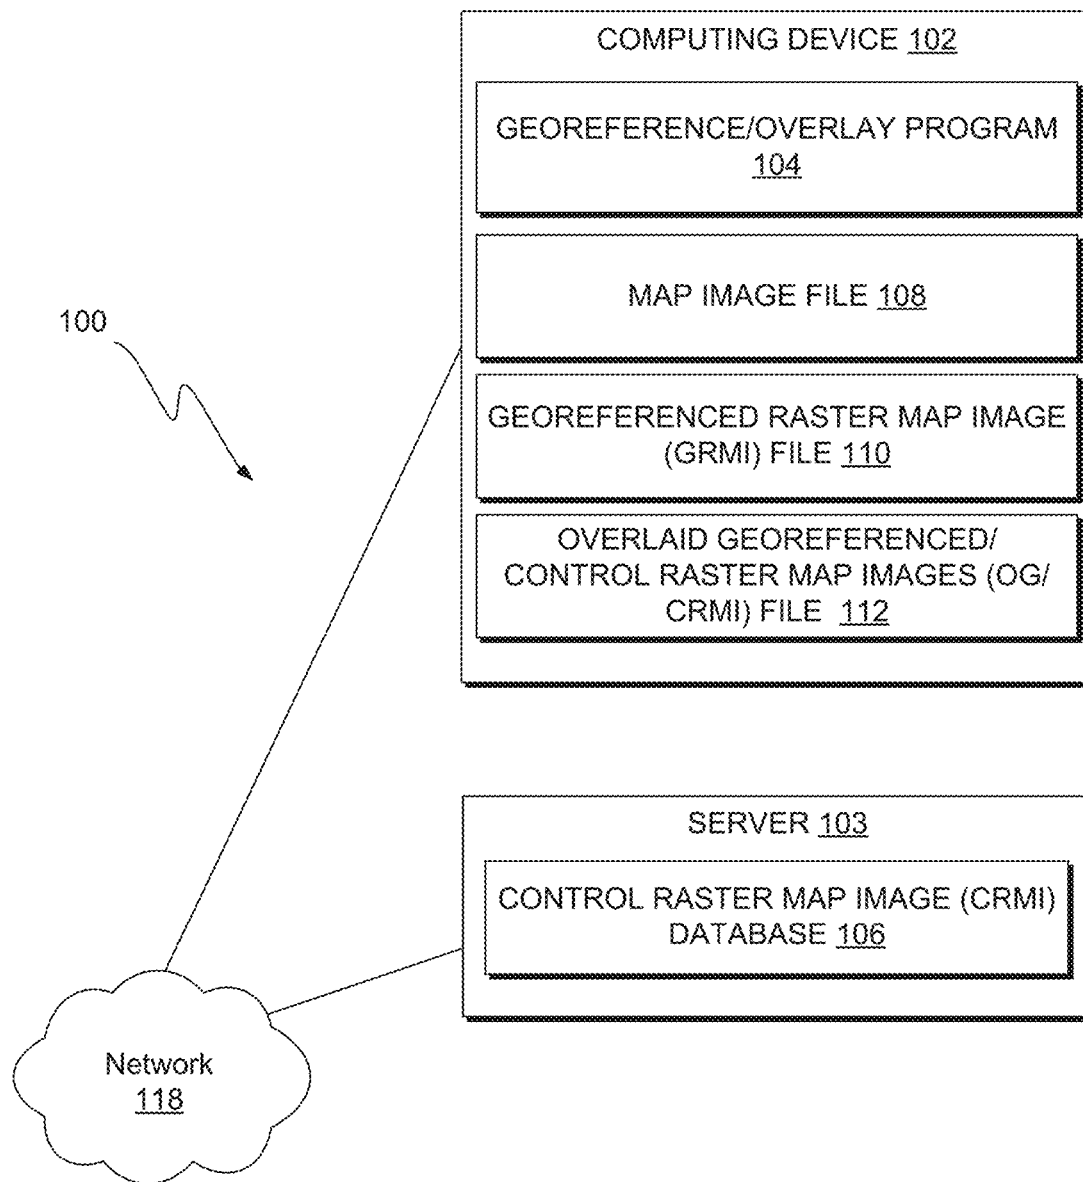 COMPUTING DEVICE 102
GEOREFERENCE/OVERLAY PROGRAM
104
MAP IMAGE FILE 108
100
GEOREFERENCED RASTER MAP IMAGE
(GRMI) FILE 110
OVERLAID GEOREFERENCED/
CONTROL RASTER MAP IMAGES (OG/
CRMI) FILE 112
SERVER 103
CONTROL RASTER MAP IMAGE (CRMI)
DATABASE 106
Network
118